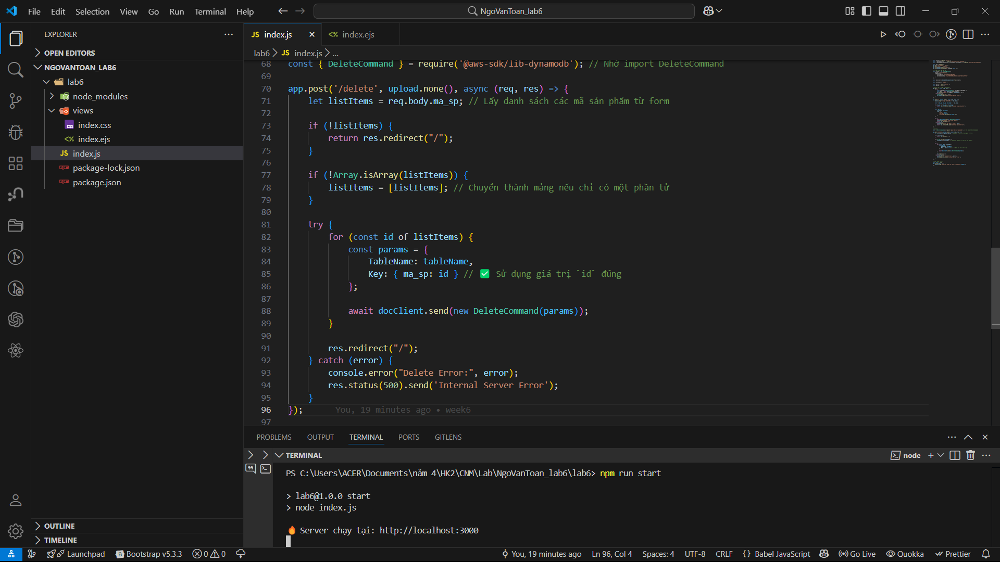 File Edit Selection View Go Run Terminal Help
NgoVanToan_lab6
EXPLORER
OPEN EDITORS
NGOVANTOAN_LAB6
lab6
node_modules
views
index.css
index.ejs
index.js
package-lock.json
package.json
OUTLINE
TIMELINE
JS index.js
<% index.ejs
lab6 > JS index.js > ...
68 const { DeleteCommand } = require('@aws-sdk/lib-dynamodb'); // Nhớ import DeleteCommand
69
70 app.post('/delete', upload.none(), async (req, res) => {
71 let listItems = req.body.ma_sp; // Lấy danh sách các mã sản phẩm từ form
72
73 if (!listItems) {
74 return res.redirect("/");
75 }
76
77 if (!Array.isArray(listItems)) {
78 listItems = [listItems]; // Chuyển thành mảng nếu chỉ có một phần tử
79 }
80
81 try {
82 for (const id of listItems) {
83 const params = {
84 TableName: tableName,
85 Key: { ma_sp: id } // ✅ Sử dụng giá trị `id` đúng
86 };
87
88 await docClient.send(new DeleteCommand(params));
89 }
90
91 res.redirect("/");
92 } catch (error) {
93 console.error("Delete Error:", error);
94 res.status(500).send('Internal Server Error');
95 }
96 }); You, 19 minutes ago • week6
97
PROBLEMS OUTPUT TERMINAL PORTS GITLENS
TERMINAL
node
PS C:\Users\ACER\Documents\năm 4\HK2\CNM\Lab\NgoVanToan_lab6\lab6> npm run start
> lab6@1.0.0 start
> node index.js
🔥 Server chạy tại: http://localhost:3000
Launchpad Bootstrap v5.3.3 0 0 You, 19 minutes ago Ln 96, Col 4 Spaces: 4 UTF-8 CRLF {} Babel JavaScript Go Live Quokka Prettier